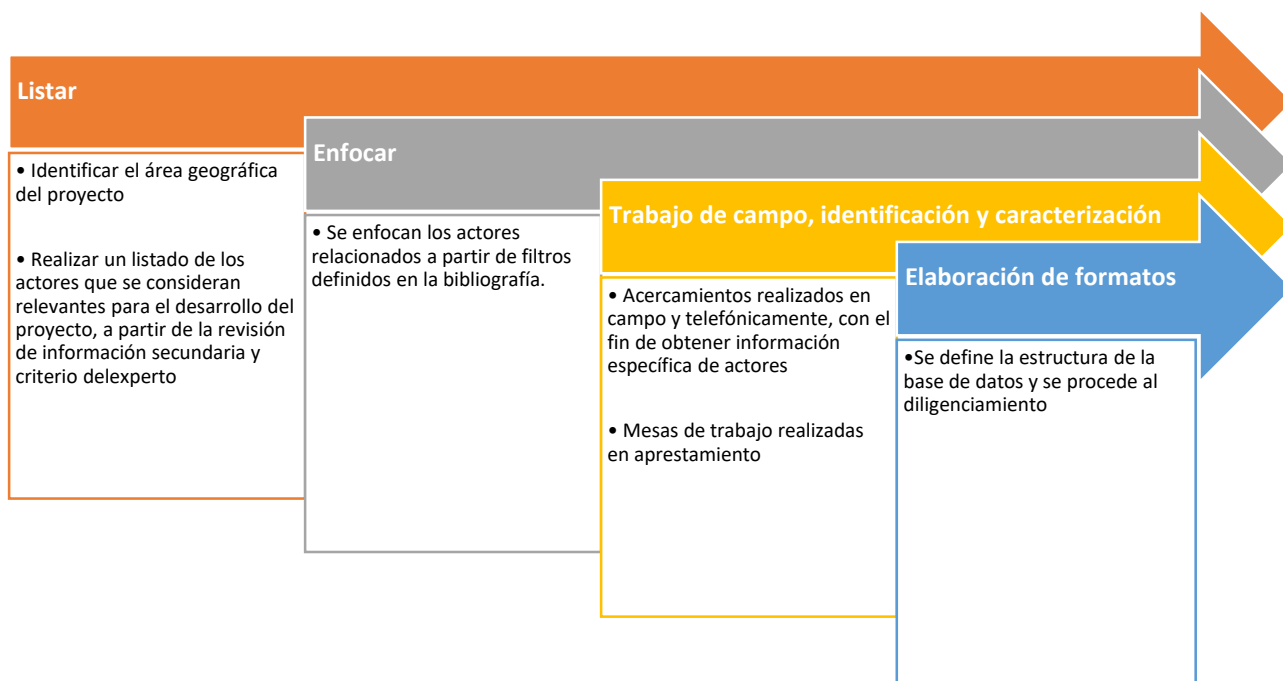 Listar
• Identificar el área geográfica
del proyecto
• Realizar un listado de los
actores que se consideran
relevantes para el desarrollo del
proyecto, a partir de la revisión
de información secundaria y
criterio delexperto
Enfocar
• Se enfocan los actores
relacionados a partir de filtros
definidos en la bibliografía.
Trabajo de campo, identificación y caracterización
• Acercamientos realizados en
campo y telefónicamente, con el
fin de obtener información
específica de actores
• Mesas de trabajo realizadas
en aprestamiento
Elaboración de formatos
•Se define la estructura de la
base de datos y se procede al
diligenciamiento